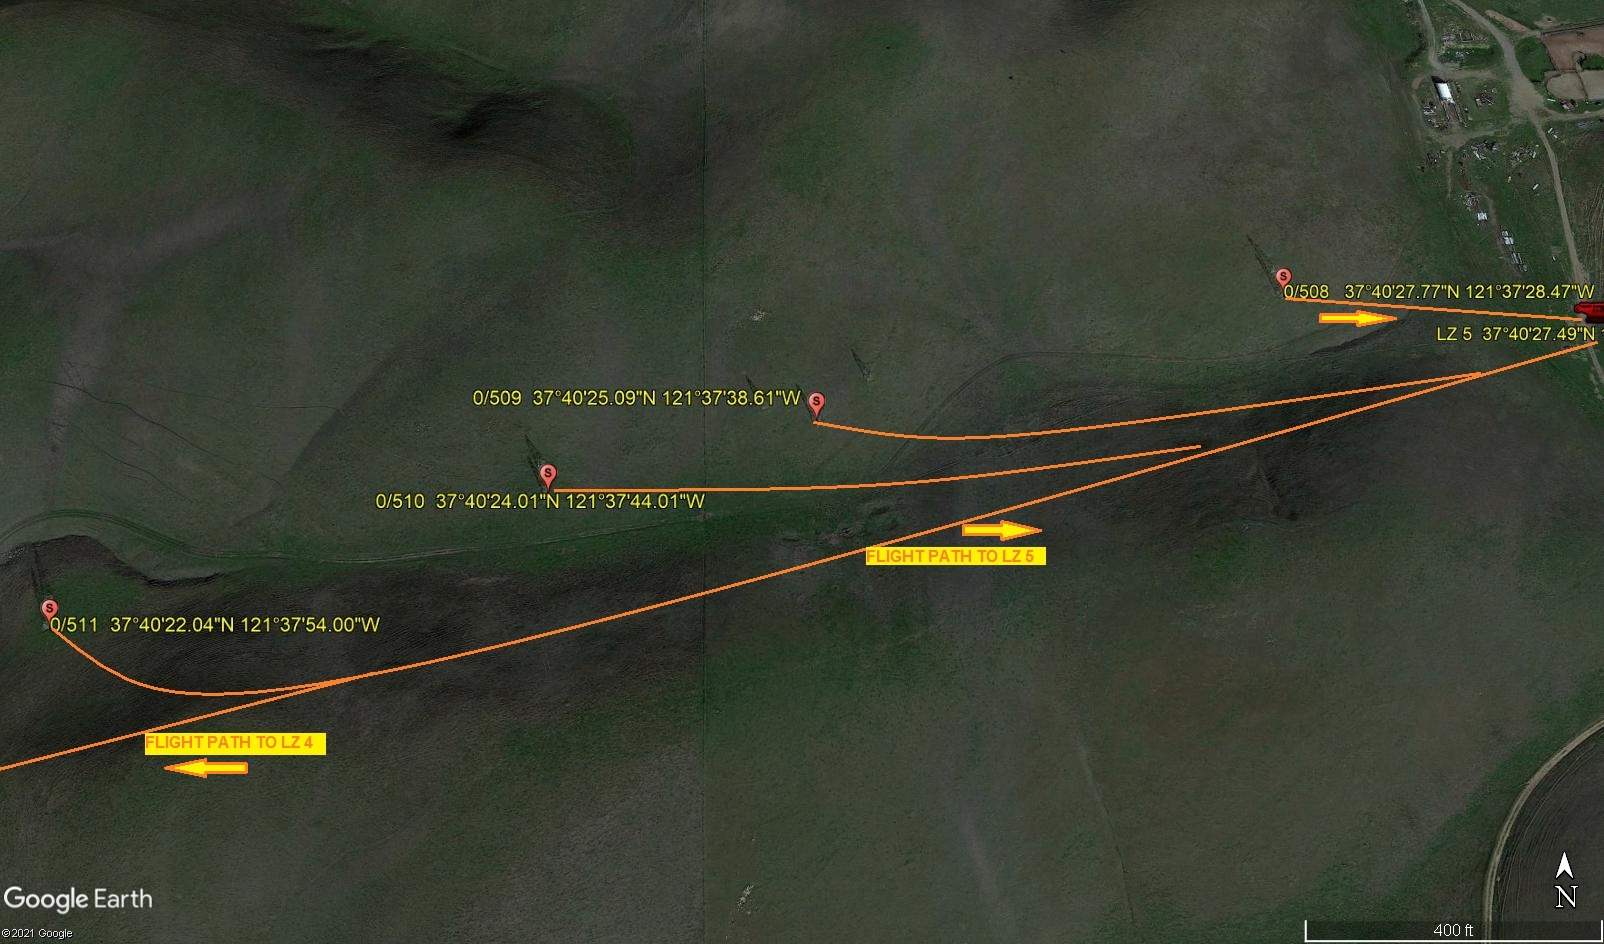 0/508 37°40'27.77"N 121°37'28.47"W
LZ 5 37°40'27.49"N 1
0/509 37°40'25.09"N 121°37'38.61"W
0/510 37°40'24.01"N 121°37'44.01"W
FLIGHT PATH TO LZ 5
0/511 37°40'22.04"N 121°37'54.00"W
FLIGHT PATH TO LZ 4
Google Earth
©2021 Google
N
400 ft
S
S
S
S